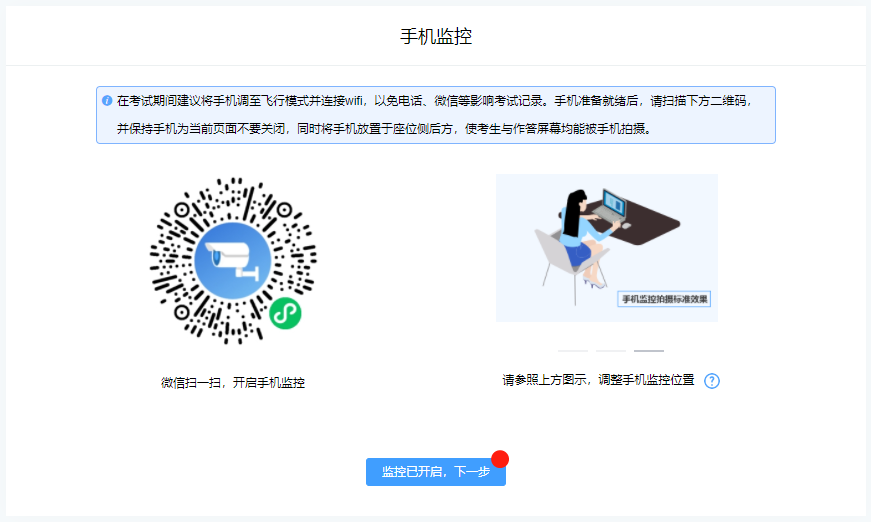 手机监控
在考试期间建议将手机调至飞行模式并连接wifi，以免电话、微信等影响考试记录。手机准备就绪后，请扫描下方二维码，
并保持手机为当前页面不要关闭，同时将手机放置于座位侧后方，使考生与作答屏幕均能被手机拍摄。
手机监控拍摄标准效果
微信扫一扫，开启手机监控
请参照上方图示，调整手机监控位置
监控已开启，下一步